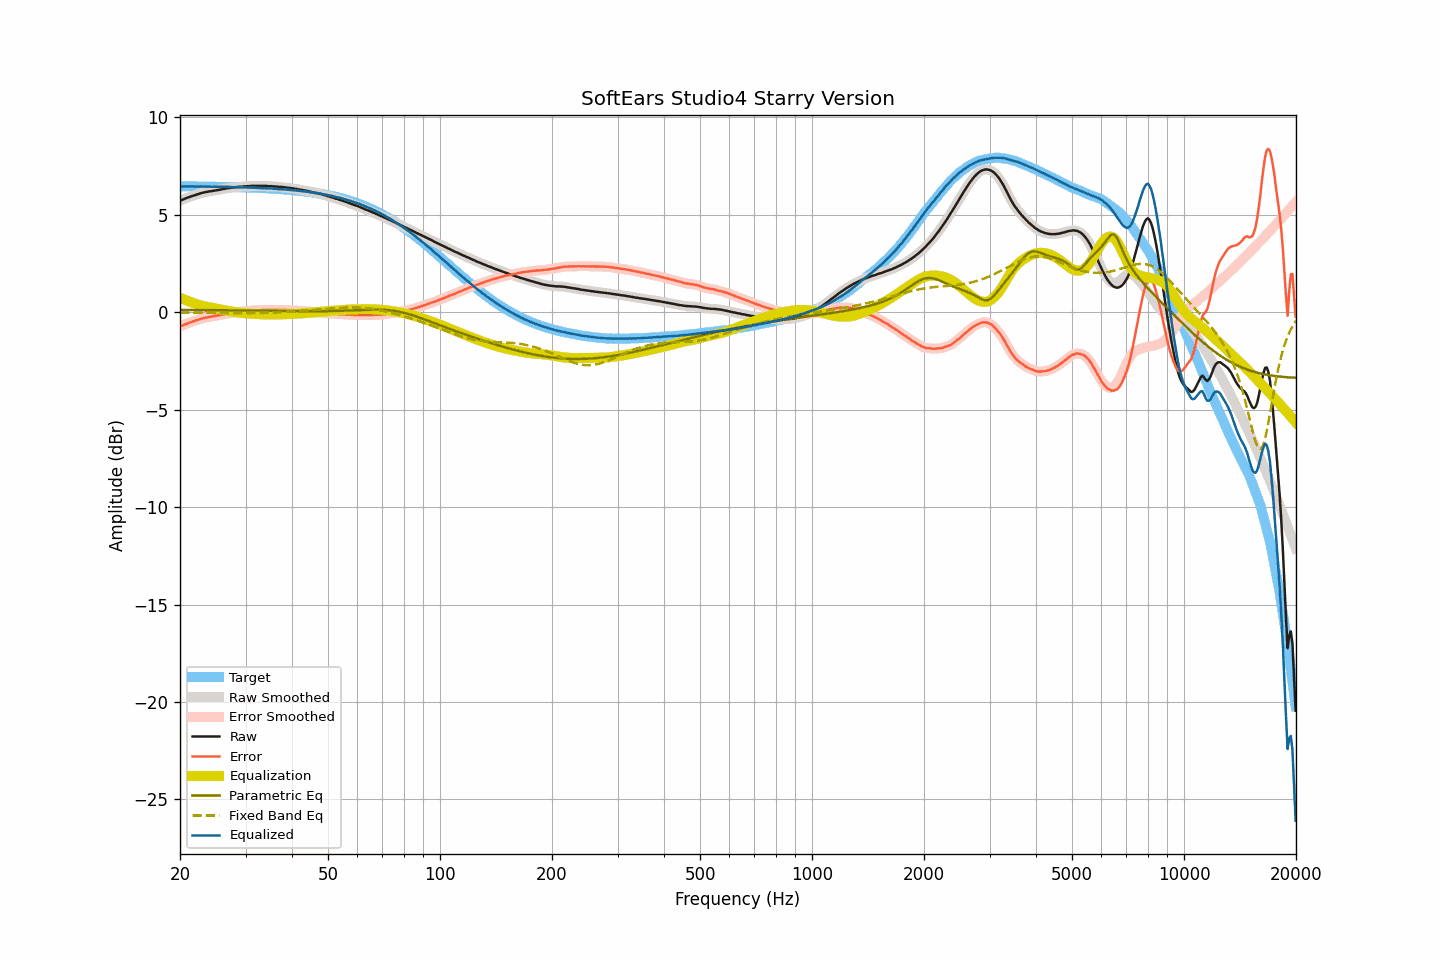 SoftEars Studio4 Starry Version
10
5
0
−5
−10
−15
−20
−25
Amplitude (dBr)
Target
Raw Smoothed
Error Smoothed
Raw
Error
Equalization
Parametric Eq
Fixed Band Eq
Equalized
20 50 100 200 500 1000 2000 5000 10000 20000
Frequency (Hz)